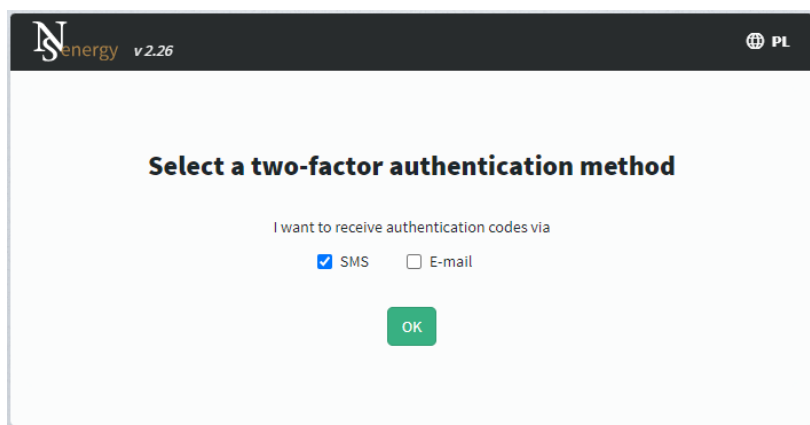 NSenergy v 2.26
PL
Select a two-factor authentication method
I want to receive authentication codes via
SMS E-mail
OK